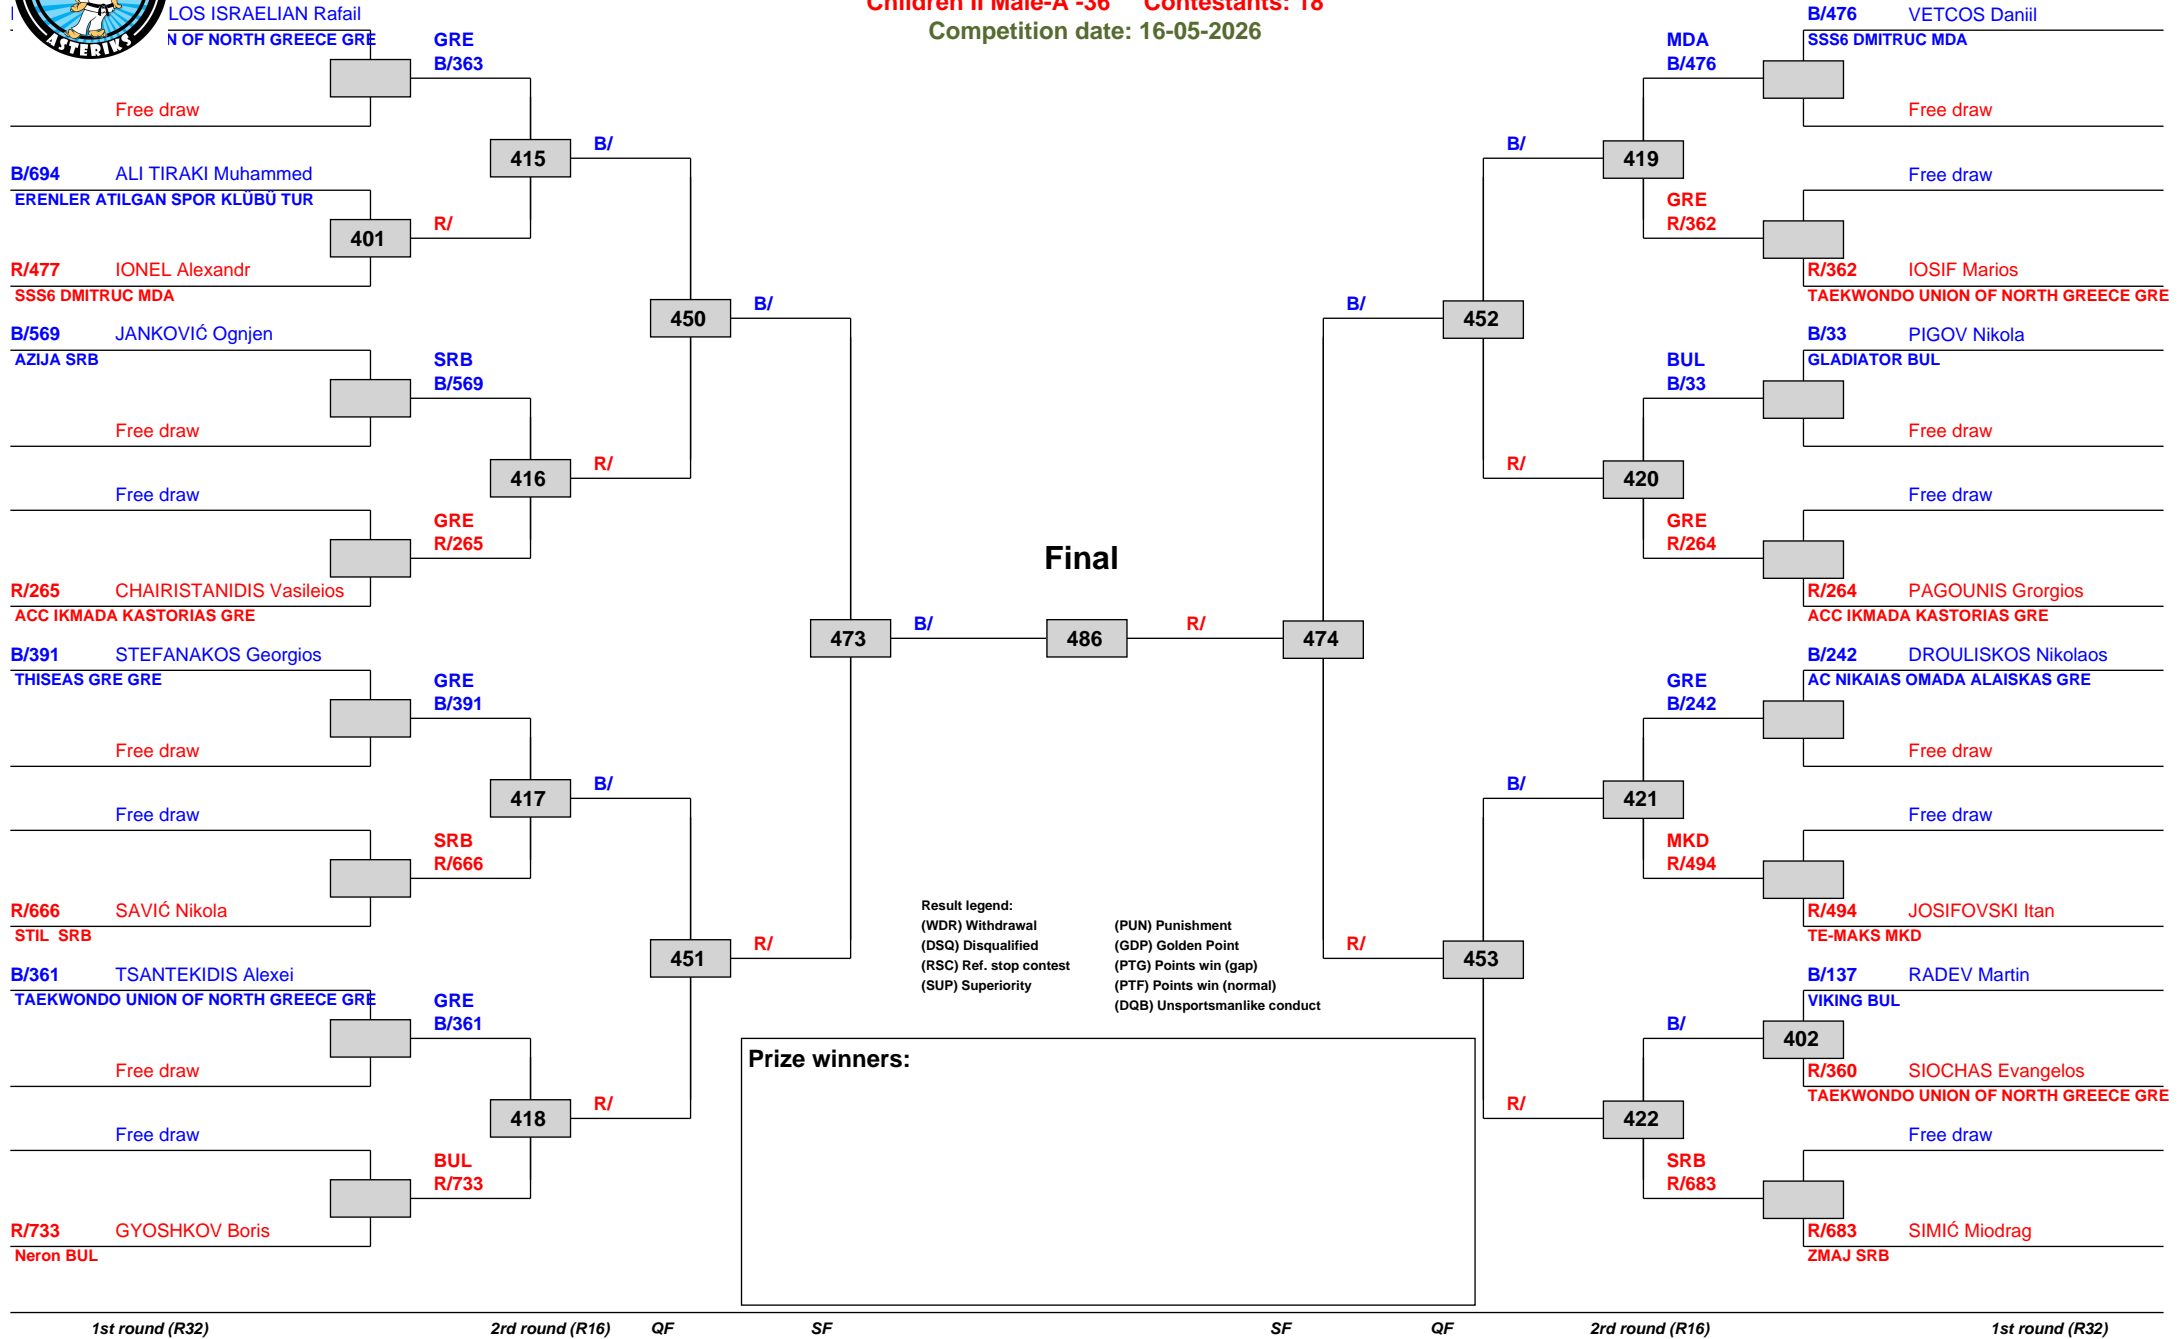 Children II Male-A -36 Contestants: 18
Competition date: 16-05-2026
ASTERIKS
LOS ISRAELIAN Rafail
N OF NORTH GREECE GRE
GRE
B/363
Free draw
415
B/
B/694 ALI TIRAKI Muhammed
ERENLER ATILGAN SPOR KLÜBÜ TUR
401
R/
R/477 IONEL Alexandr
SSS6 DMITRUC MDA
450
B/
B/569 JANKOVIĆ Ognjen
AZIJA SRB
SRB
B/569
Free draw
416
R/
Free draw
GRE
R/265
R/265 CHAIRISTANIDIS Vasileios
ACC IKMADA KASTORIAS GRE
473
B/
B/391 STEFANAKOS Georgios
THISEAS GRE GRE
GRE
B/391
Free draw
417
B/
Free draw
SRB
R/666
R/666 SAVIĆ Nikola
STIL SRB
451
R/
B/361 TSANTEKIDIS Alexei
TAEKWONDO UNION OF NORTH GREECE GRE
GRE
B/361
Free draw
418
R/
Free draw
BUL
R/733
R/733 GYOSHKOV Boris
Neron BUL
Final
486
R/
474
B/476 VETCOS Daniil
SSS6 DMITRUC MDA
MDA
B/476
Free draw
B/
419
Free draw
GRE
R/362
R/362 IOSIF Marios
TAEKWONDO UNION OF NORTH GREECE GRE
B/
452
B/33 PIGOV Nikola
GLADIATOR BUL
BUL
B/33
Free draw
R/
420
Free draw
GRE
R/264
R/264 PAGOUNIS Grorgios
ACC IKMADA KASTORIAS GRE
B/242 DROULISKOS Nikolaos
AC NIKAIAS OMADA ALAISKAS GRE
GRE
B/242
Free draw
B/
421
Free draw
MKD
R/494
R/494 JOSIFOVSKI Itan
TE-MAKS MKD
R/
453
B/137 RADEV Martin
VIKING BUL
B/
402
R/360 SIOCHAS Evangelos
TAEKWONDO UNION OF NORTH GREECE GRE
R/
422
Free draw
SRB
R/683
R/683 SIMIĆ Miodrag
ZMAJ SRB
Result legend:
(WDR) Withdrawal
(DSQ) Disqualified
(RSC) Ref. stop contest
(SUP) Superiority
(PUN) Punishment
(GDP) Golden Point
(PTG) Points win (gap)
(PTF) Points win (normal)
(DQB) Unsportsmanlike conduct
Prize winners:
1st round (R32) 2rd round (R16) QF SF SF QF 2rd round (R16) 1st round (R32)